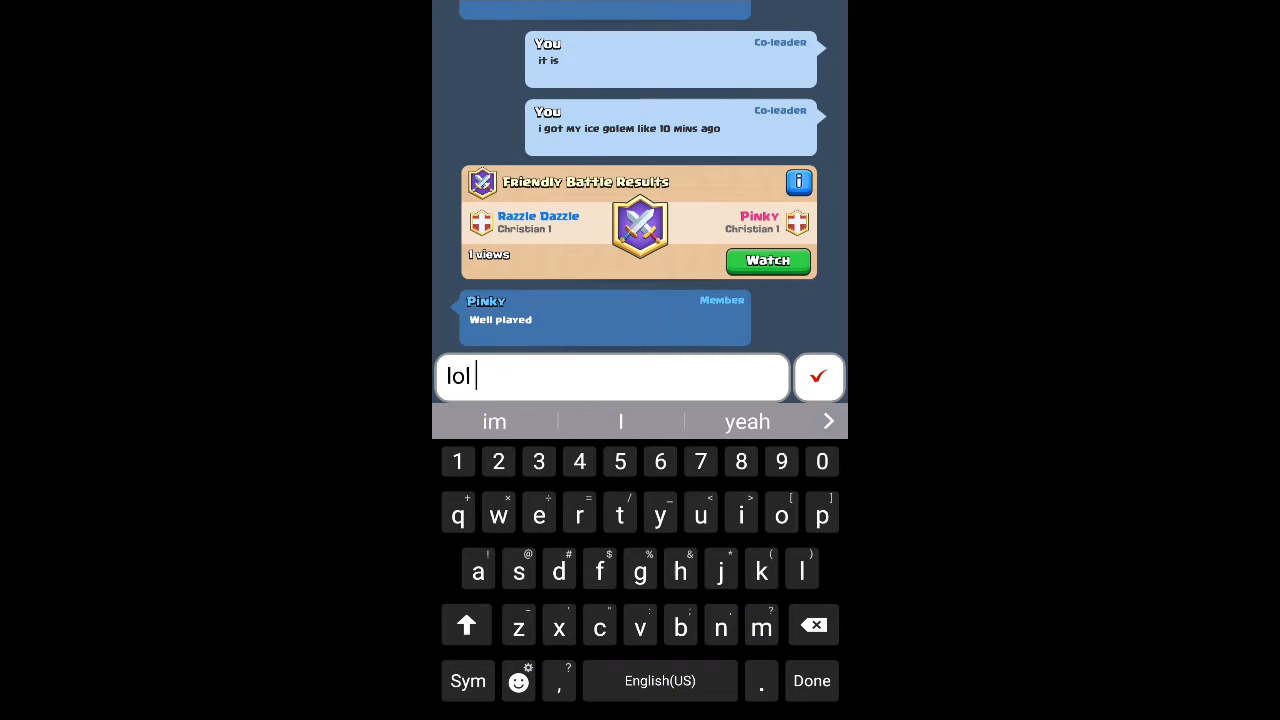 You Co-leader
it is
You Co-leader
i got my ice golem like 10 mins ago
Friendly Battle Results i
Razzle Dazzle Pinky
Christian 1 Christian 1
1 views Watch
Pinky Member
Well played
lol
im I yeah >
1 2 3 4 5 6 7 8 9 0
+ × ÷ = / _ < > [ ]
q w e r t y u i o p
! @ # $ % & * ( )
a s d f g h j k l
- ' " : ; , ?
z x c v b n m
Sym , ? English(US) . Done